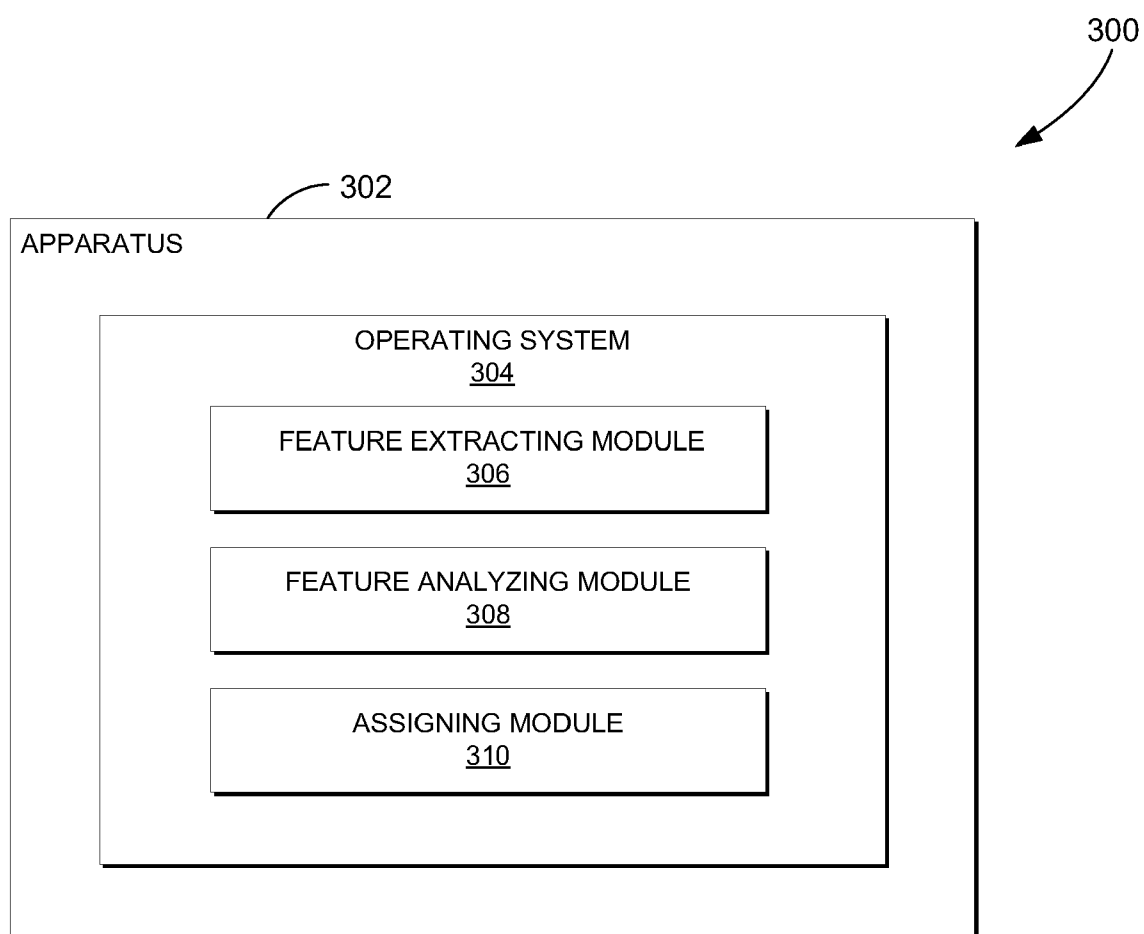 300
302
APPARATUS
OPERATING SYSTEM
304
FEATURE EXTRACTING MODULE
306
FEATURE ANALYZING MODULE
308
ASSIGNING MODULE
310